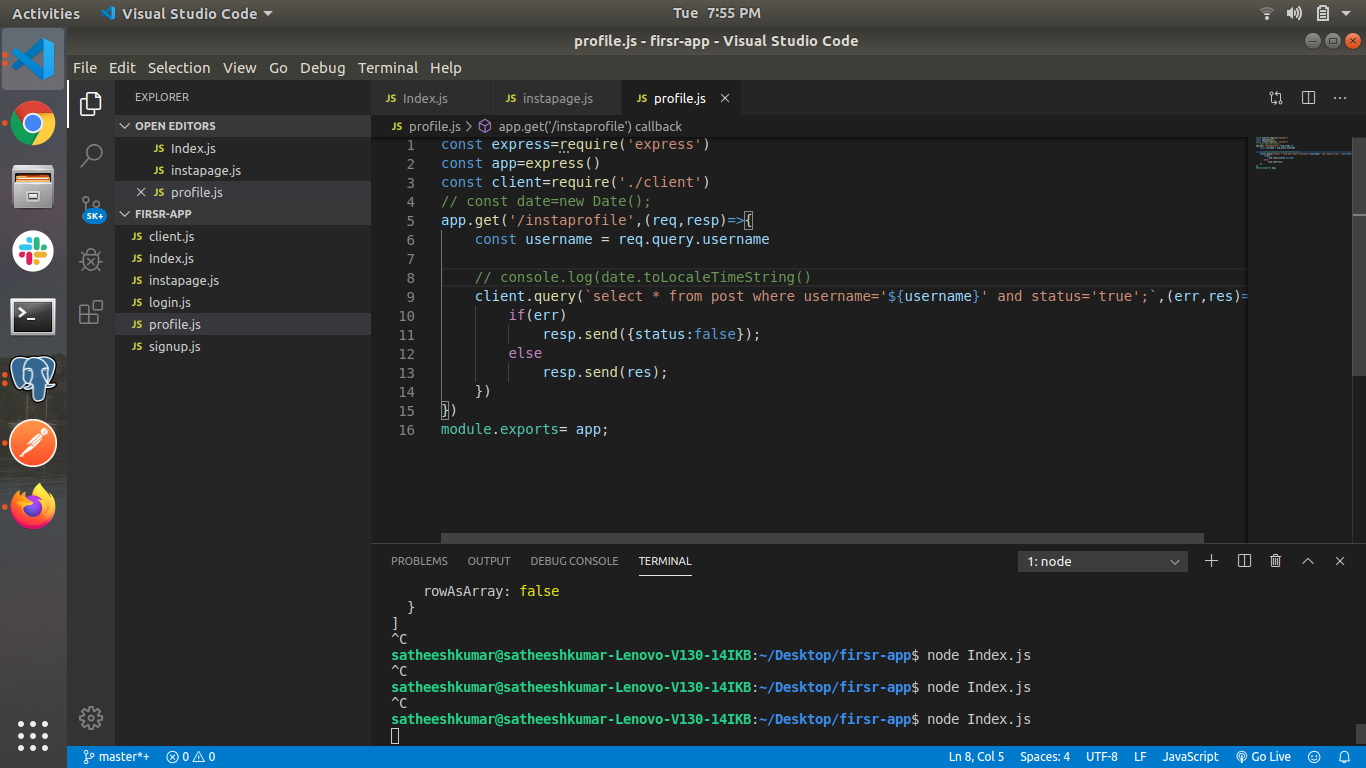 Activities Visual Studio Code Tue 7:55 PM
profile.js - firsr-app - Visual Studio Code
File Edit Selection View Go Debug Terminal Help
EXPLORER
OPEN EDITORS
JS Index.js
JS instapage.js
JS profile.js
5K+
FIRSR-APP
JS client.js
JS Index.js
JS instapage.js
JS login.js
JS profile.js
JS signup.js
JS Index.js JS instapage.js JS profile.js
JS profile.js > app.get('/instaprofile') callback
1 const express=require('express')
2 const app=express()
3 const client=require('./client')
4 // const date=new Date();
5 app.get('/instaprofile',(req,resp)=>{
6 const username = req.query.username
7
8 // console.log(date.toLocaleTimeString()
9 client.query(`select * from post where username='${username}' and status='true';`,(err,res)=
10 if(err)
11 resp.send({status:false});
12 else
13 resp.send(res);
14 })
15 })
16 module.exports= app;
PROBLEMS OUTPUT DEBUG CONSOLE TERMINAL 1: node
rowAsArray: false
}
]
^C
satheeshkumar@satheeshkumar-Lenovo-V130-14IKB:~/Desktop/firsr-app$ node Index.js
^C
satheeshkumar@satheeshkumar-Lenovo-V130-14IKB:~/Desktop/firsr-app$ node Index.js
^C
satheeshkumar@satheeshkumar-Lenovo-V130-14IKB:~/Desktop/firsr-app$ node Index.js
master*+ 0 0 Ln 8, Col 5 Spaces: 4 UTF-8 LF JavaScript Go Live